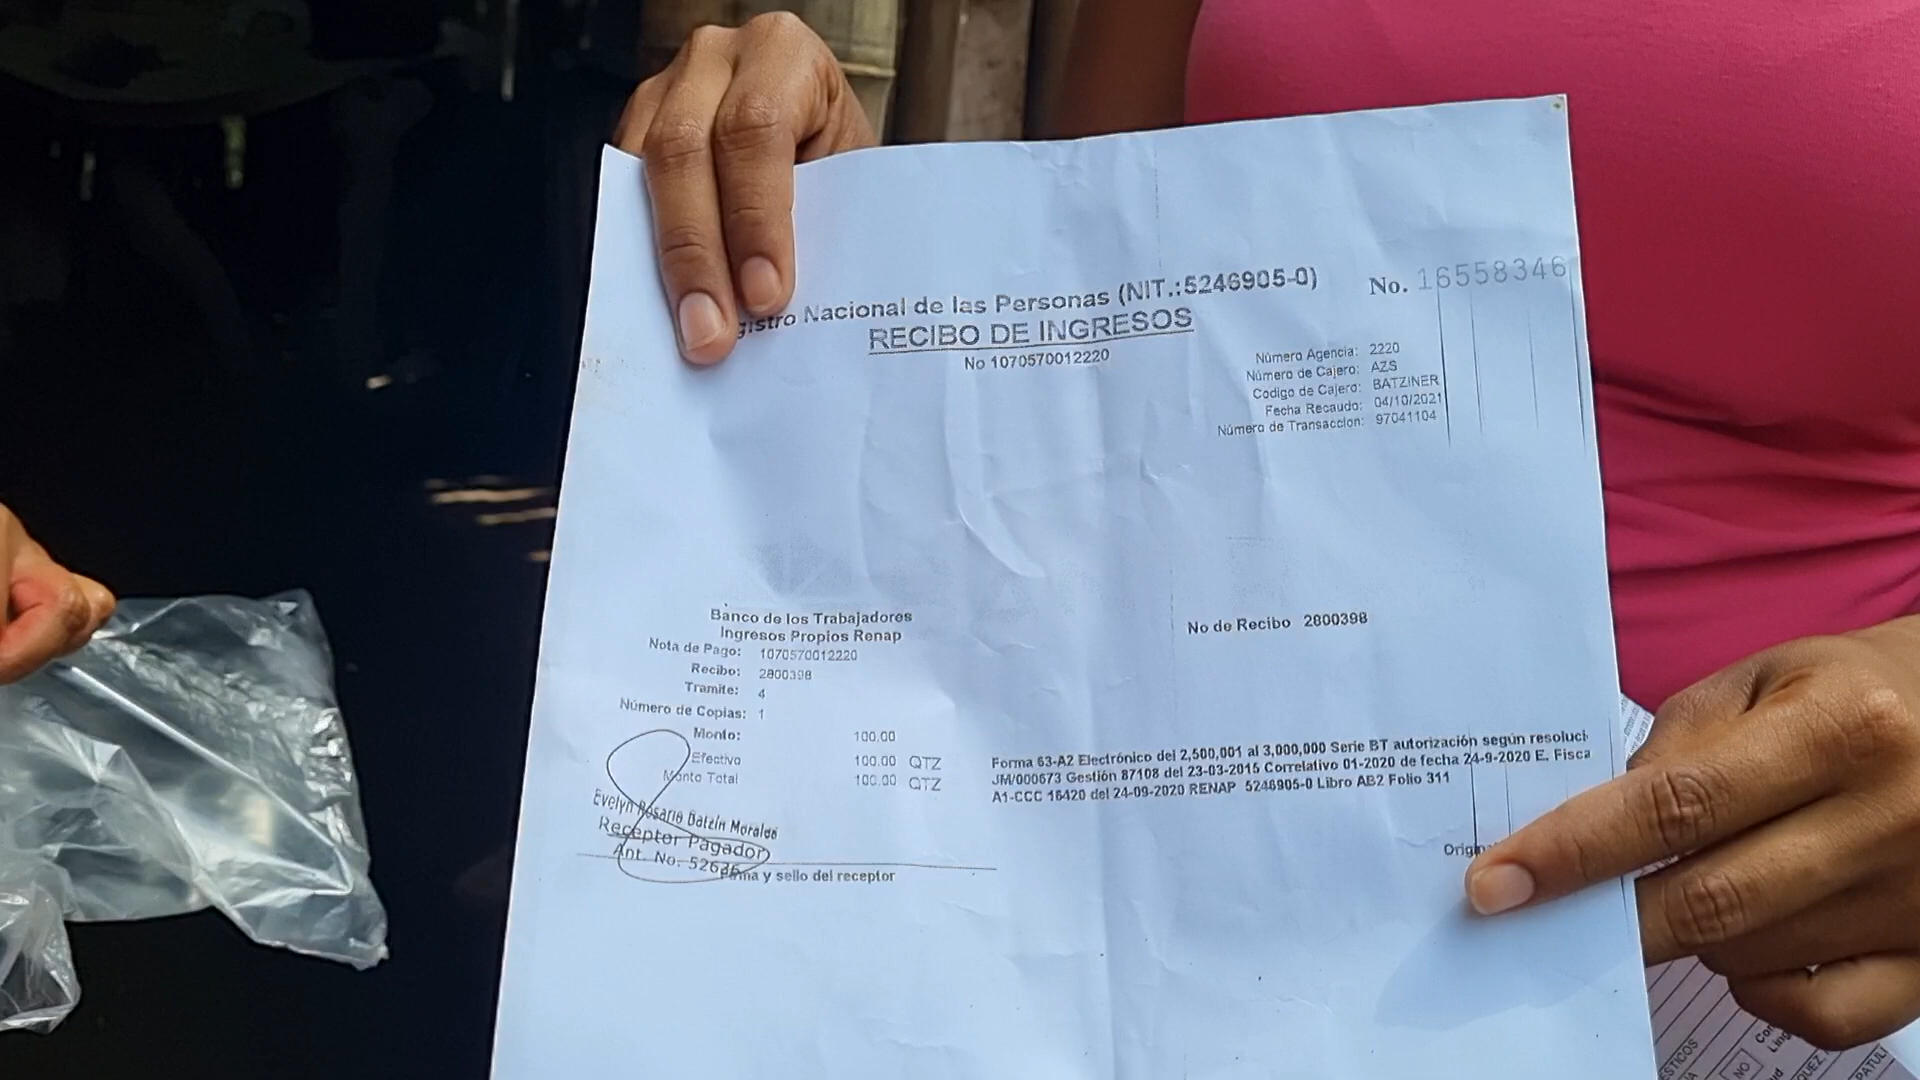 Nacional de las Personas (NIT.:5246905-0)
No. 16558346
RECIBO DE INGRESOS
No 1070570012220
Número Agencia: 2220
Número de Cajero: AZS
Codigo de Cajero: BATZINER
Fecha Recaudo: 04/10/2021
Número de Transaccion: 97041104
Banco de los Trabajadores
Ingresos Propios Renap
Nota de Pago: 1070570012220
Recibo: 2800398
Tramite: 4
Número de Copias: 1
Monto: 100.00
Efectivo 100.00 QTZ
Monto Total 100.00 QTZ
Evelyn Rosario Batzín Morales
Receptor Pagador
Ant. No.
Firma y sello del receptor
No de Recibo 2800398
Forma 63-A2 Electrónico del 2,500,001 al 3,000,000 Serie BT autorización según resoluci
JM/000673 Gestión 87108 del 23-03-2015 Correlativo 01-2020 de fecha 24-9-2020 E. Fisca
A1-CCC 16420 del 24-09-2020 RENAP 5246905-0 Libro AB2 Folio 311
NO